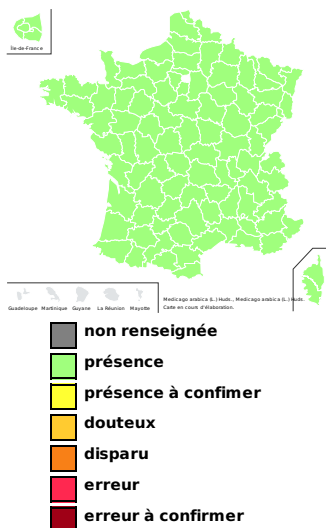 Île-de-France
Medicago arabica (L.) Huds., Medicago arabica (L.) Huds.
Carte en cours d'élaboration.
Guadeloupe Martinique Guyane La Réunion Mayotte
non renseignée
présence
présence à confimer
douteux
disparu
erreur
erreur à confirmer